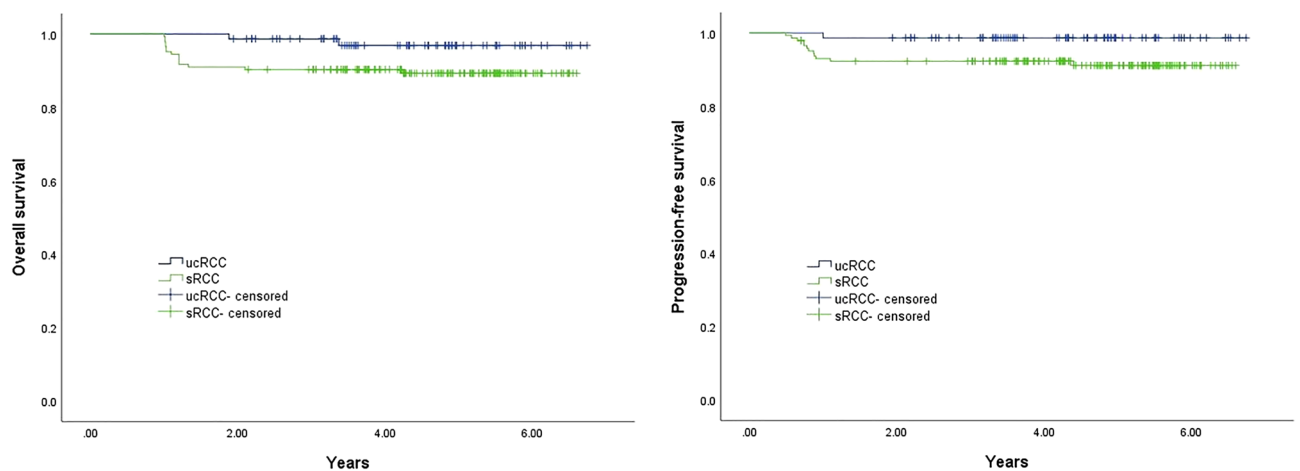 Overall survival
1.0
0.8
0.6
0.4
0.2
0.0
ucRCC
sRCC
ucRCC- censored
sRCC- censored
.00 2.00 4.00 6.00
Years
Progression-free survival
1.0
0.8
0.6
0.4
0.2
0.0
ucRCC
sRCC
ucRCC- censored
sRCC- censored
.00 2.00 4.00 6.00
Years